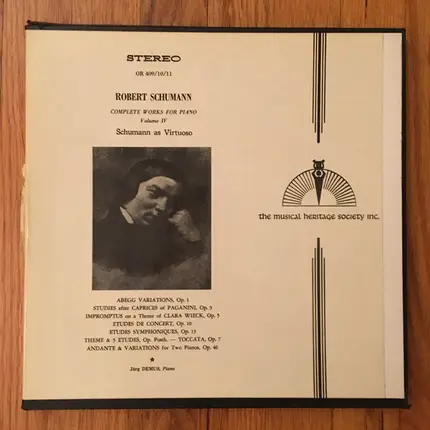 STEREO
OR 409/10/11
ROBERT SCHUMANN
COMPLETE WORKS FOR PIANO
Volume IV
Schumann as Virtuoso
the musical heritage society inc.
ABEGG VARIATIONS, Op. 1
STUDIES after CAPRICES of PAGANINI, Op. 3
IMPROMPTUS on a Theme of CLARA WIECK, Op. 5
ETUDES DE CONCERT, Op. 10
ETUDES SYMPHONIQUES, Op. 13
THEME & 5 ETUDES, Op. Posth. — TOCCATA, Op. 7
ANDANTE & VARIATIONS for Two Pianos, Op. 46
Jörg DEMUS, Piano